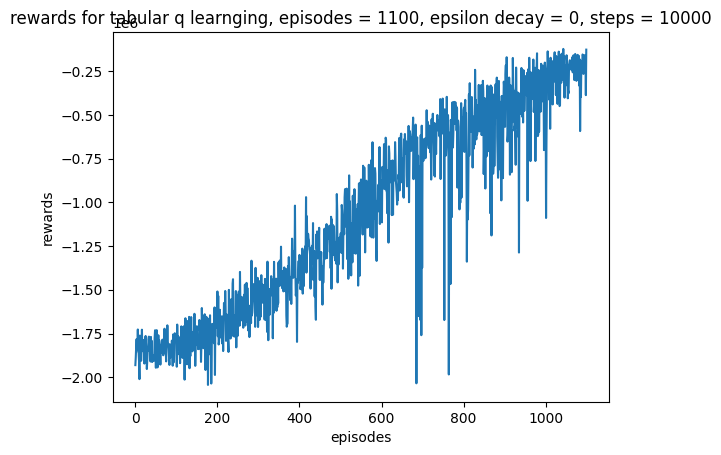 rewards for tabular q learnging, episodes = 1100, epsilon decay = 0, steps = 10000
1e6
−0.25
−0.50
−0.75
−1.00
−1.25
−1.50
−1.75
−2.00
rewards
0 200 400 600 800 1000
episodes